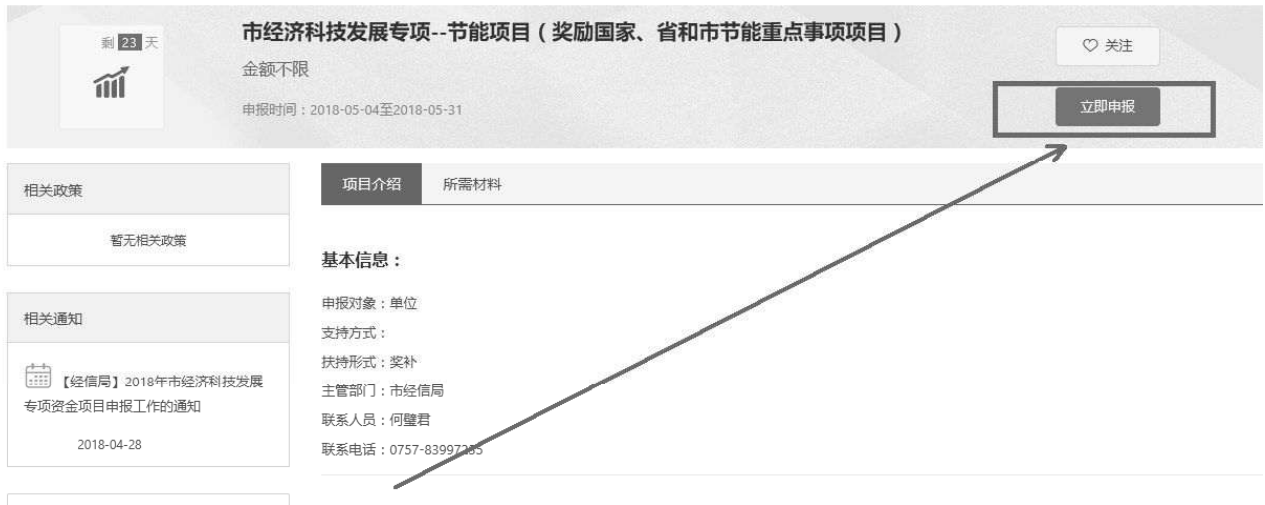 剩 23 天
市经济科技发展专项--节能项目（奖励国家、省和市节能重点事项项目）
金额不限
申报时间：2018-05-04至2018-05-31
关注
立即申报
相关政策
暂无相关政策
相关通知
【经信局】2018年市经济科技发展
专项资金项目申报工作的通知
2018-04-28
项目介绍 所需材料
基本信息：
申报对象：单位
支持方式：
扶持形式：奖补
主管部门：市经信局
联系人员：何璧君
联系电话：0757-83997235